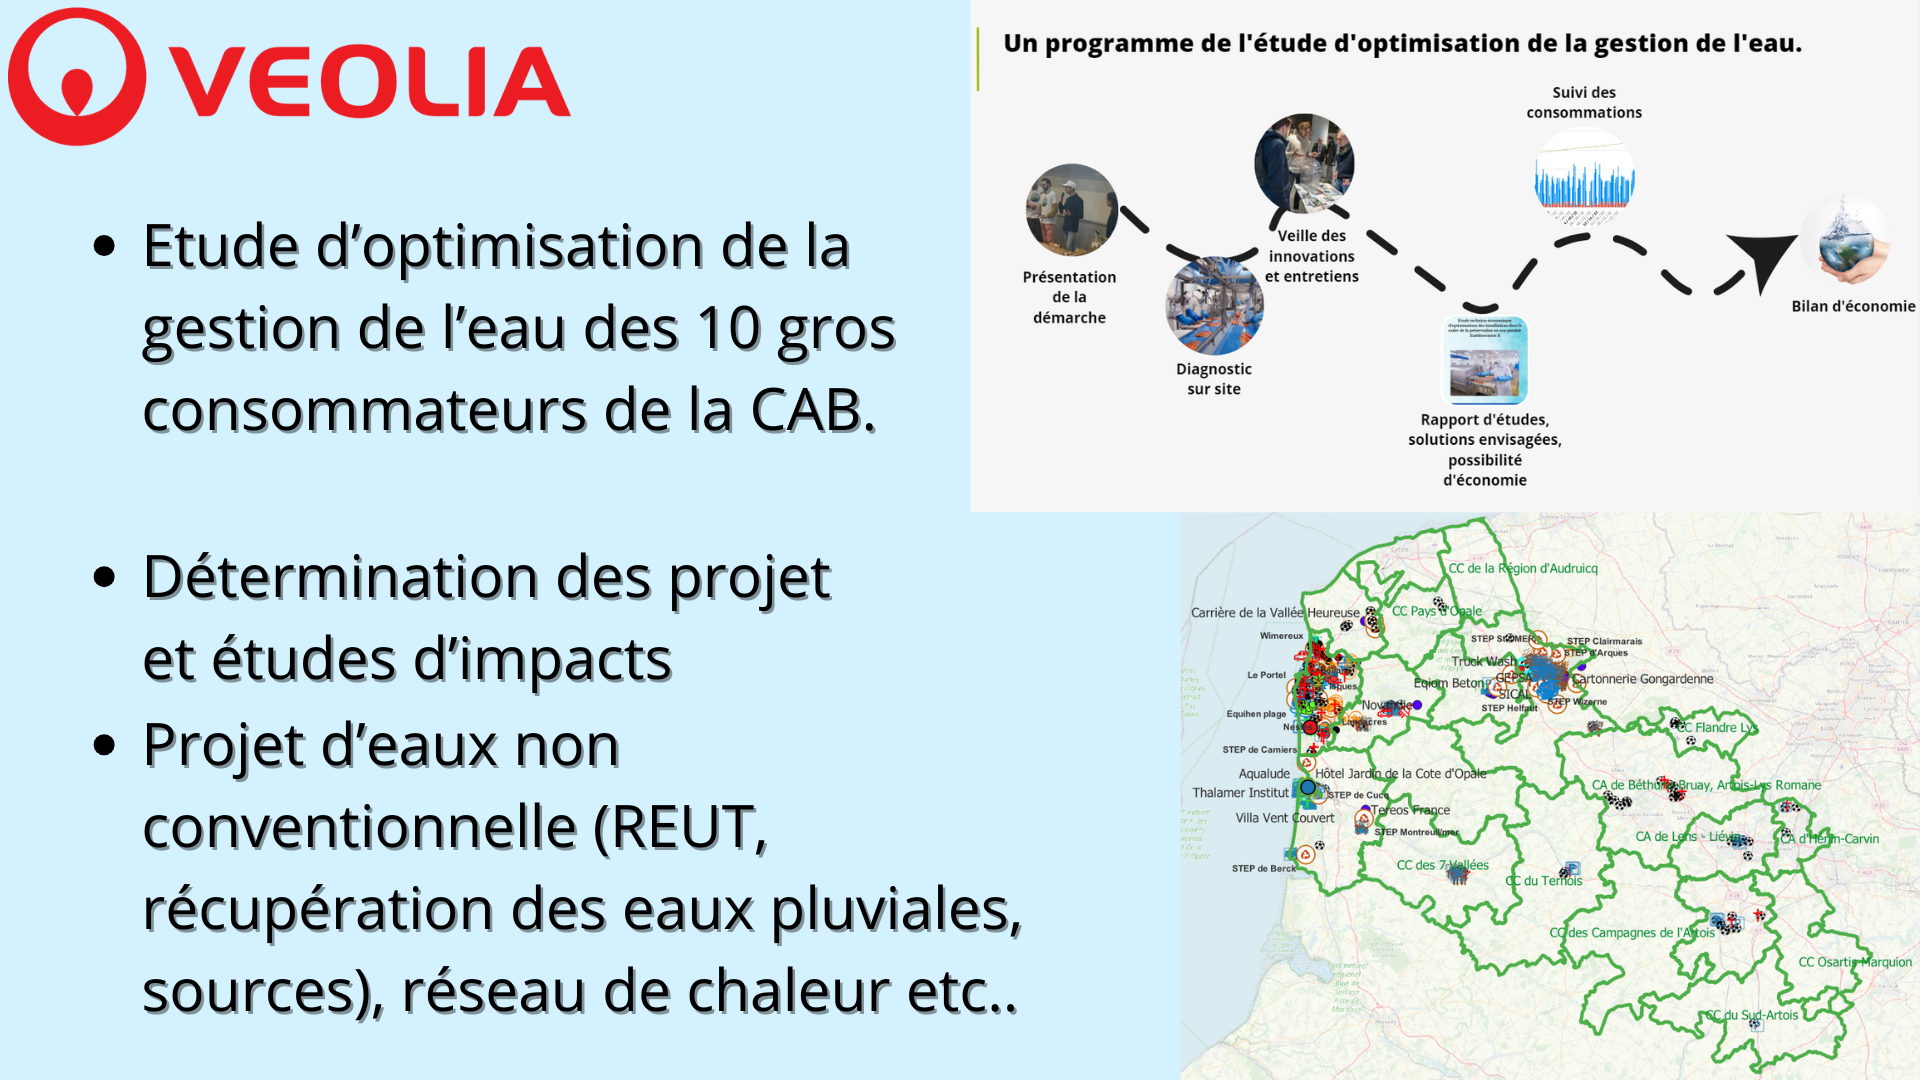 VEOLIA
Etude d’optimisation de la
gestion de l’eau des 10 gros
consommateurs de la CAB.
Détermination des projet
et études d’impacts
Projet d’eaux non
conventionnelle (REUT,
récupération des eaux pluviales,
sources), réseau de chaleur etc..
Un programme de l'étude d'optimisation de la gestion de l'eau.
Présentation
de la
démarche
Diagnostic
sur site
Veille des
innovations
et entretiens
Rapport d'études,
solutions envisagées,
possibilité
d'économie
Suivi des
consommations
Bilan d'économie
CC de la Région d'Audruicq
Carrière de la Vallée Heureuse
CC Pays d'Opale
Wimereux
STEP St OMER
STEP Clairmarais
STEP d'Arques
Truck Wash
Le Portel
Isques
Eqiom Beton
GEPSA
Cartonnerie Gongardenne
SICAL
STEP Helfaut
STEP Wizerne
Equihen plage
CC Flandre Lys
STEP de Camiers
Aqualude
Hôtel Jardin de la Cote d'Opale
CA de Béthune-Bruay, Artois-Lys Romane
Thalamer Institut
STEP de Cucq
Villa Vent Couvert
Tereos France
STEP Montreuil/mer
CA de Lens - Liévin
CA d'Hénin-Carvin
STEP de Berck
CC des 7 Vallées
CC du Ternois
CC des Campagnes de l'Artois
CC Osartis Marquion
CC du Sud-Artois